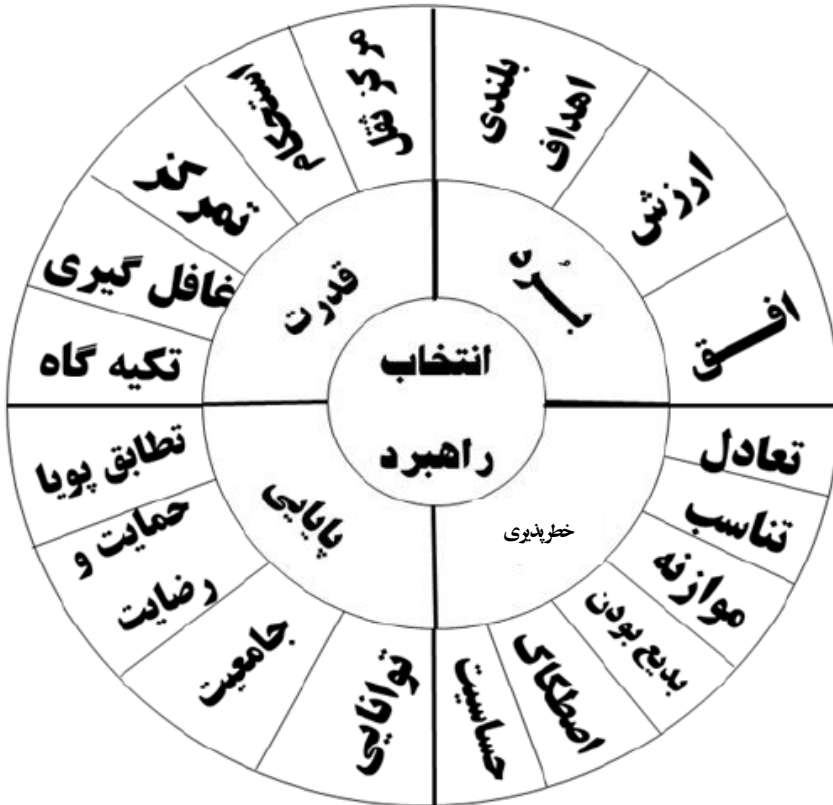 انتخاب
راهبرد
بُرد
اهداف
بلندی
ارزش
افق
خطرپذیری
تعادل
تناسب
موازنه
بدیع بودن
اصطکاک
حساسیت
پایایی
توانایی
جامعیت
حمایت و
رضایت
تطابق پویا
قدرت
تکیه گاه
غافل گیری
تمرکز
استحکام
مرکز ثقل